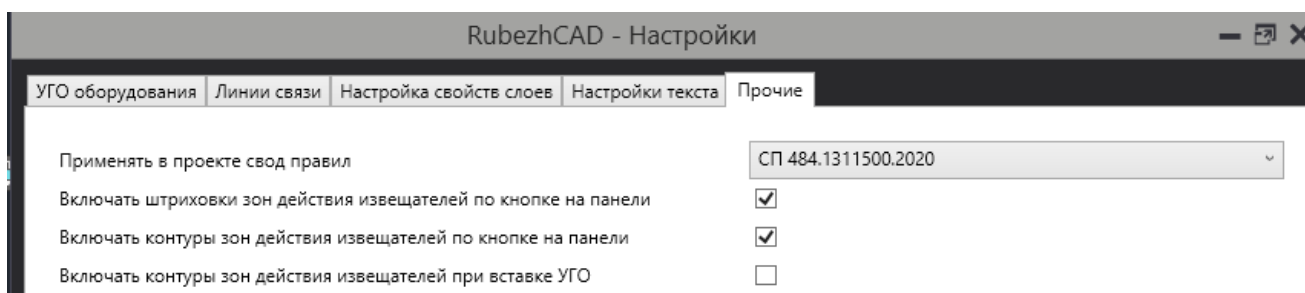 RubezhCAD - Настройки
УГО оборудования Линии связи Настройка свойств слоев Настройки текста Прочие
Применять в проекте свод правил СП 484.1311500.2020
Включать штриховки зон действия извещателей по кнопке на панели
Включать контуры зон действия извещателей по кнопке на панели
Включать контуры зон действия извещателей при вставке УГО